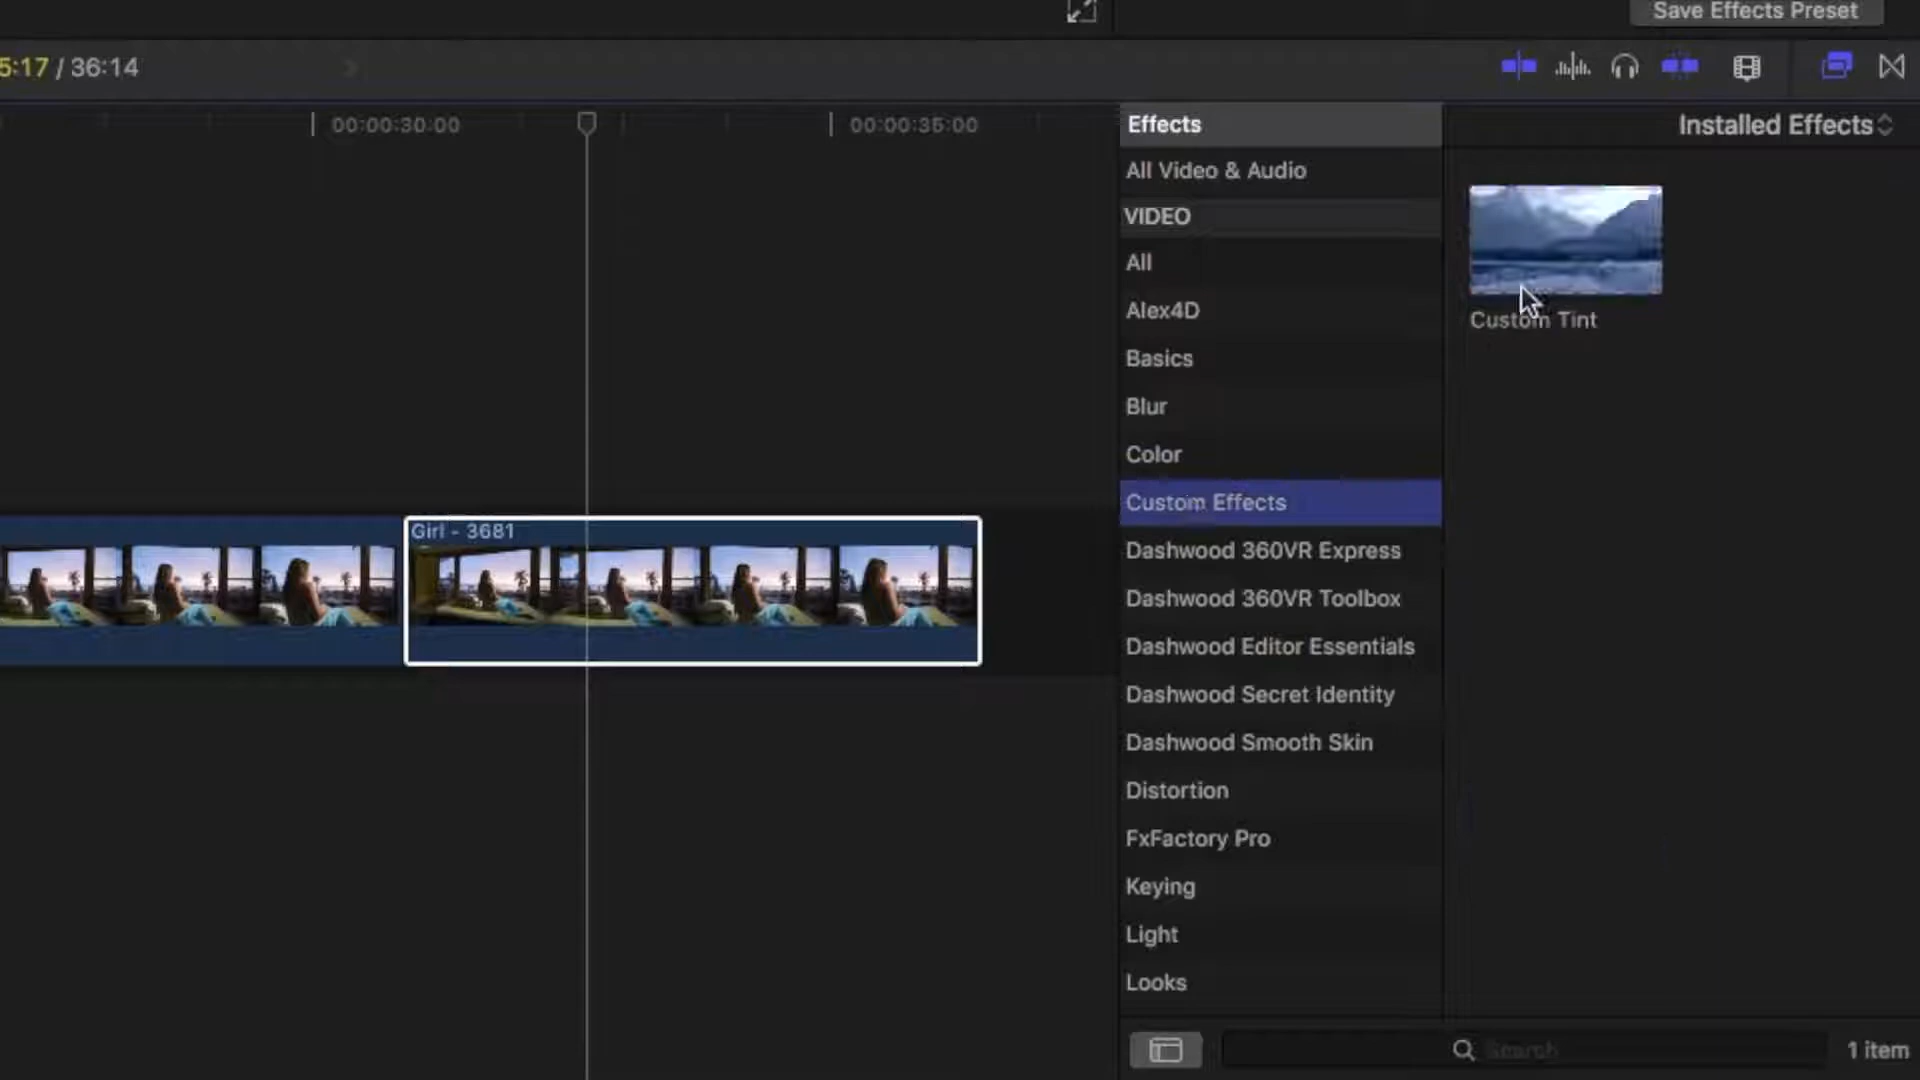 Save Effects Preset
5:17 / 36:14
00:00:30:00
00:00:35:00
Effects
Installed Effects
All Video & Audio
VIDEO
All
Alex4D
Basics
Blur
Color
Custom Effects
Dashwood 360VR Express
Dashwood 360VR Toolbox
Dashwood Editor Essentials
Dashwood Secret Identity
Dashwood Smooth Skin
Distortion
FxFactory Pro
Keying
Light
Looks
Custom Tint
Girl - 3681
Search
1 item